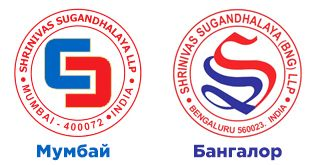 SHRINIVAS SUGANDHALAYA LLP
MUMBAI - 400072 • INDIA
SHRINIVAS SUGANDHALAYA (BNG) LLP
BENGALURU 560023. INDIA
Мумбай
Бангалор